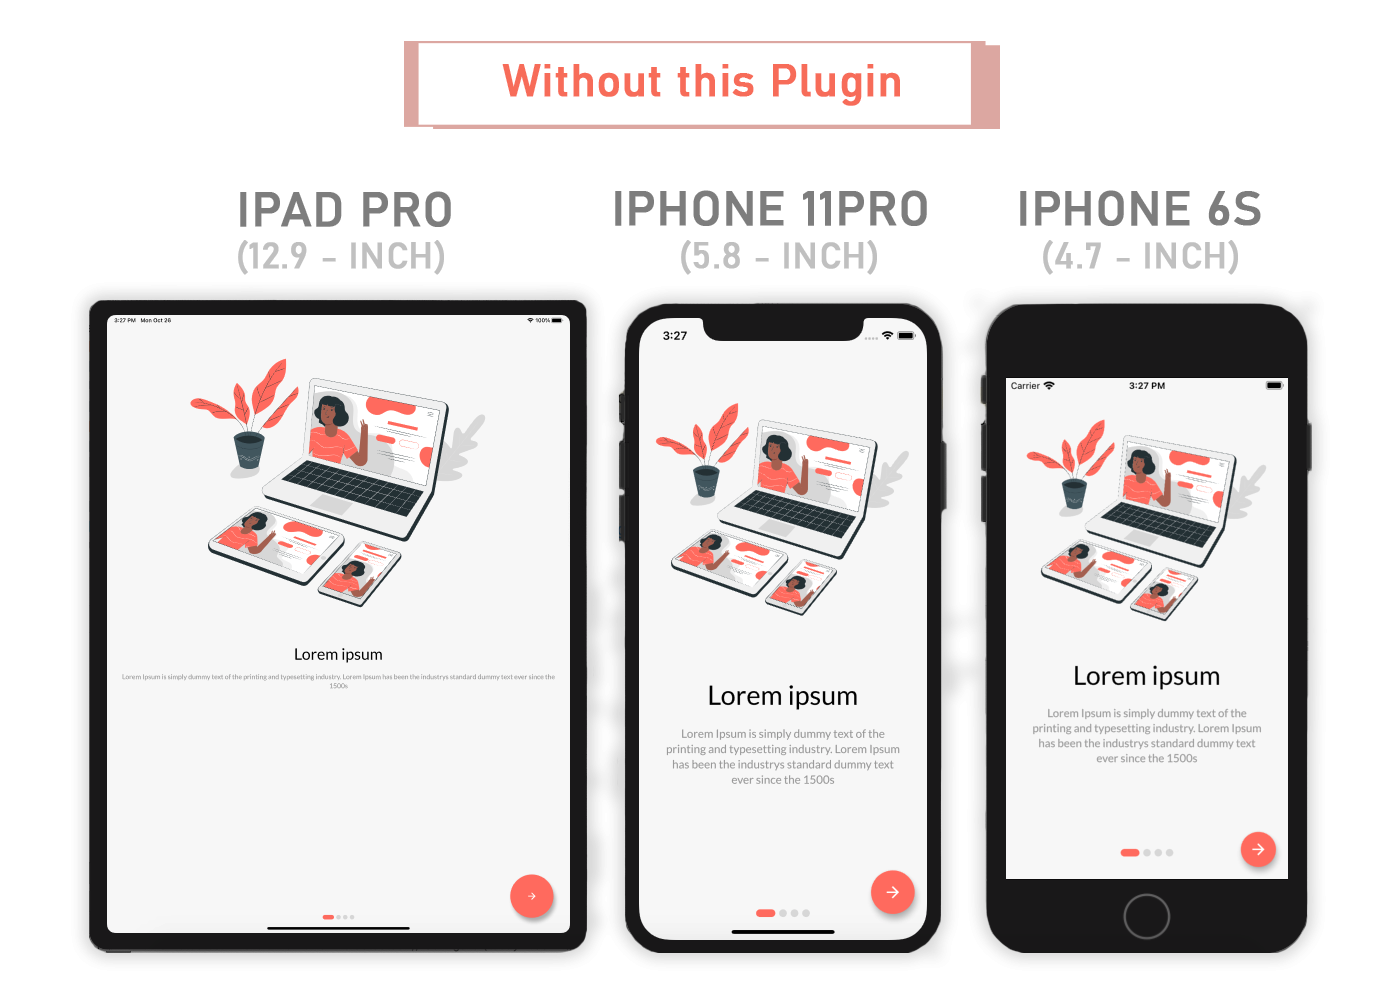 Without this Plugin
IPAD PRO
(12.9 - INCH)
IPHONE 11PRO
(5.8 - INCH)
IPHONE 6S
(4.7 - INCH)
3:27 PM Mon Oct 26
100%
Lorem ipsum
Lorem Ipsum is simply dummy text of the printing and typesetting industry. Lorem Ipsum has been the industrys standard dummy text ever since the
1500s
3:27
Lorem ipsum
Lorem Ipsum is simply dummy text of the
printing and typesetting industry. Lorem Ipsum
has been the industrys standard dummy text
ever since the 1500s
Carrier
3:27 PM
Lorem ipsum
Lorem Ipsum is simply dummy text of the
printing and typesetting industry. Lorem Ipsum
has been the industrys standard dummy text
ever since the 1500s